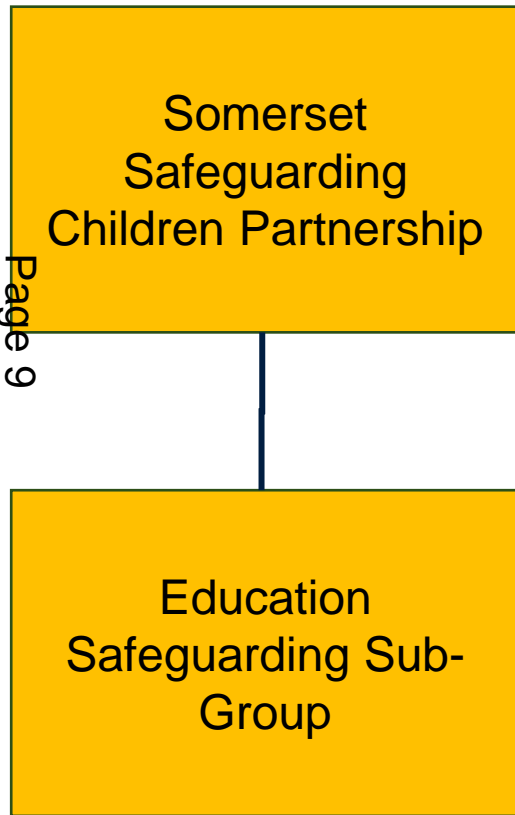 Somerset
Safeguarding
Children Partnership
Page 9
Education
Safeguarding Sub-
Group